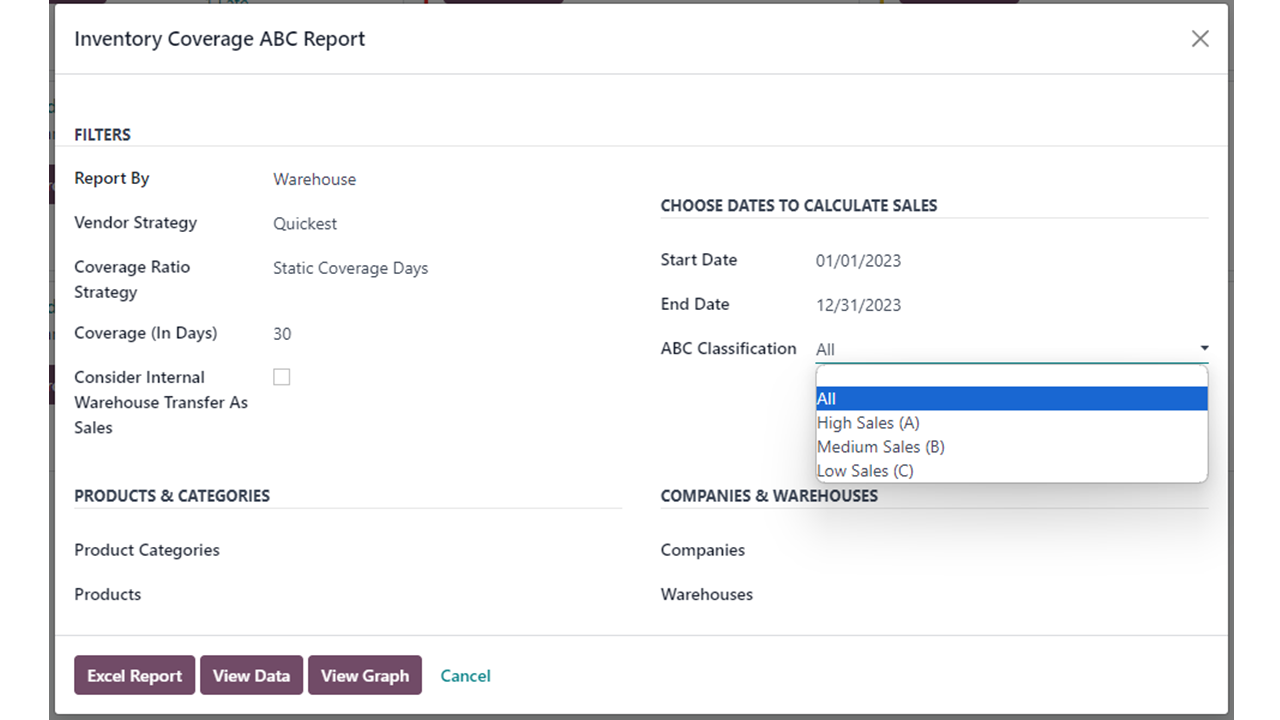 Inventory Coverage ABC Report
FILTERS
Report By
Warehouse
Vendor Strategy
Quickest
Coverage Ratio
Strategy
Static Coverage Days
Coverage (In Days)
30
Consider Internal
Warehouse Transfer As
Sales
CHOOSE DATES TO CALCULATE SALES
Start Date
01/01/2023
End Date
12/31/2023
ABC Classification
All
All
High Sales (A)
Medium Sales (B)
Low Sales (C)
PRODUCTS & CATEGORIES
Product Categories
Products
COMPANIES & WAREHOUSES
Companies
Warehouses
Excel Report
View Data
View Graph
Cancel